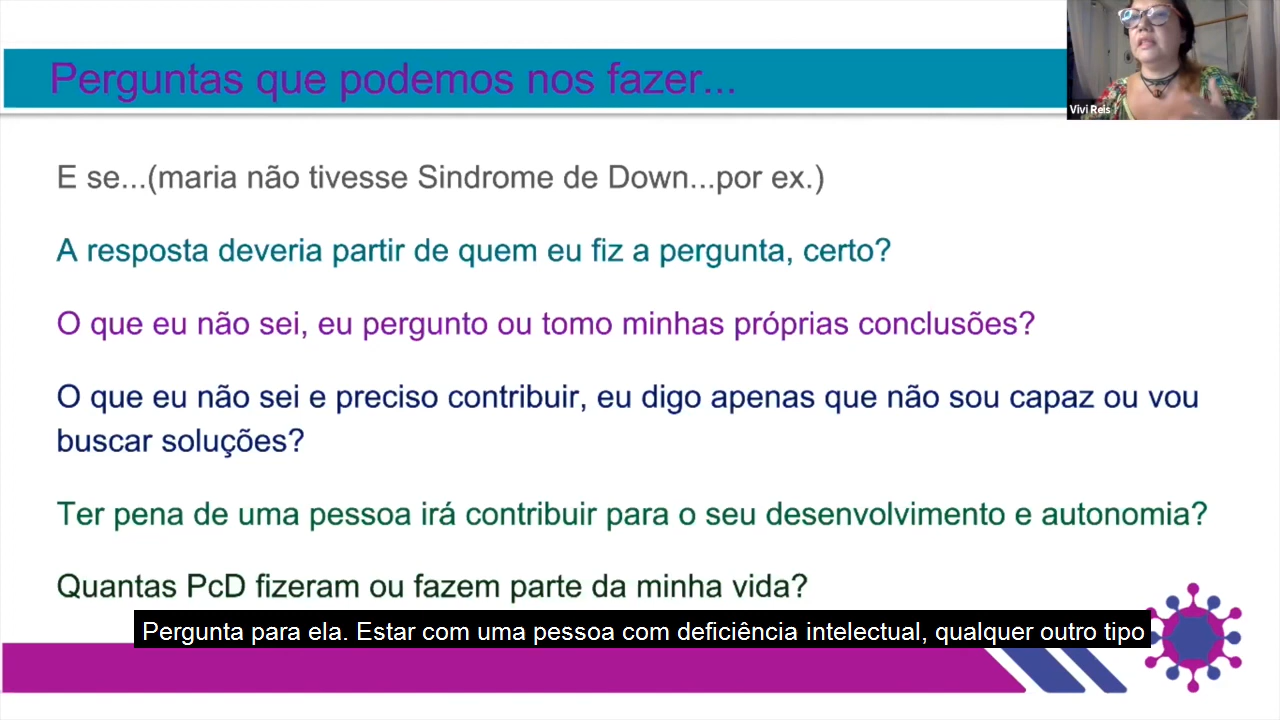 Perguntas que podemos nos fazer...
Vivi Reis
E se...(maria não tivesse Sindrome de Down...por ex.)
A resposta deveria partir de quem eu fiz a pergunta, certo?
O que eu não sei, eu pergunto ou tomo minhas próprias conclusões?
O que eu não sei e preciso contribuir, eu digo apenas que não sou capaz ou vou
buscar soluções?
Ter pena de uma pessoa irá contribuir para o seu desenvolvimento e autonomia?
Quantas PcD fizeram ou fazem parte da minha vida?
Pergunta para ela. Estar com uma pessoa com deficiência intelectual, qualquer outro tipo